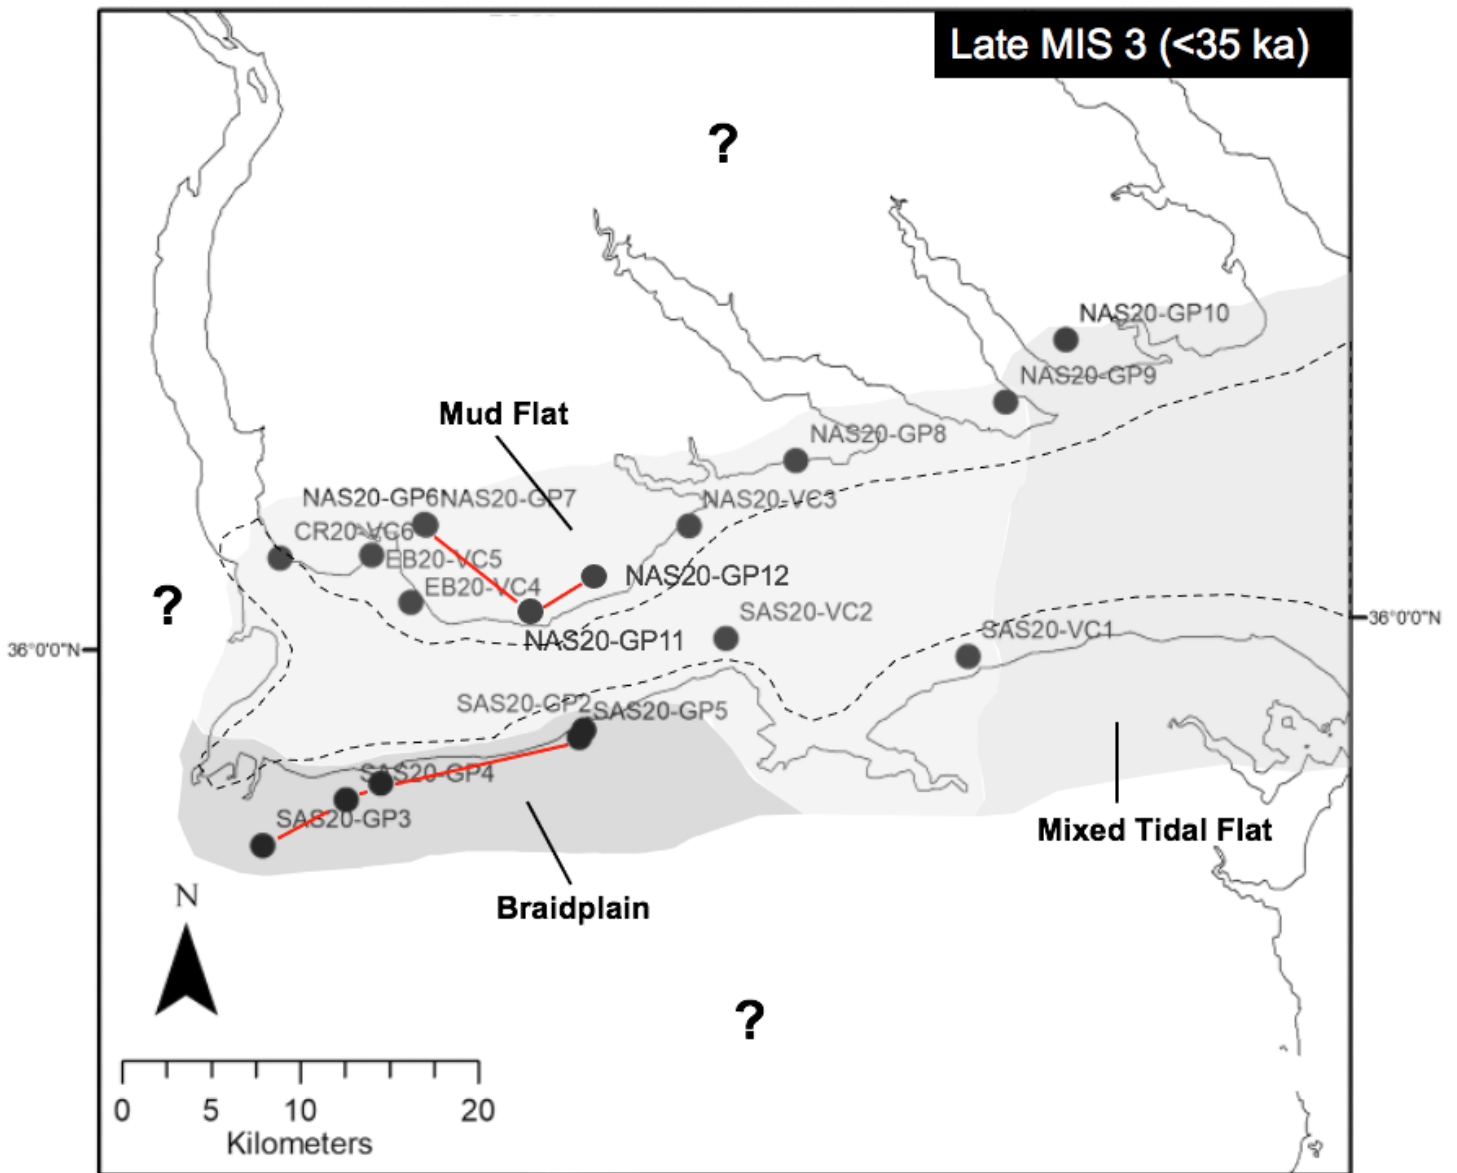 Late MIS 3 (<35 ka)
?
NAS20-GP10
NAS20-GP9
Mud Flat
NAS20-GP8
NAS20-GP6NAS20-GP7
NAS20-VC3
CR20-VC6
EB20-VC5
NAS20-GP12
EB20-VC4
?
SAS20-VC2
36°0'0"N
SAS20-VC1
NAS20-GP11
36°0'0"N
SAS20-GP2
SAS20-GP5
SAS20-GP4
SAS20-GP3
Mixed Tidal Flat
N
Braidplain
?
0 5 10 20
Kilometers